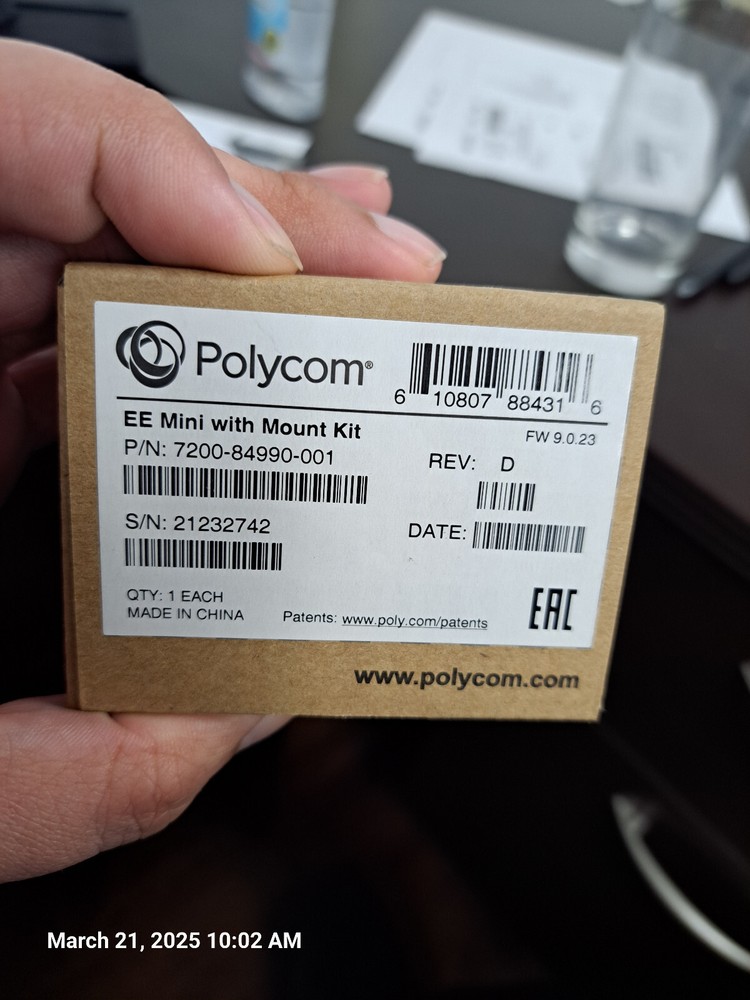 Polycom®
6 10807 88431 6
EE Mini with Mount Kit
FW 9.0.23
P/N: 7200-84990-001
REV: D
S/N: 21232742
DATE:
QTY: 1 EACH
MADE IN CHINA
Patents: www.poly.com/patents
EAC
www.polycom.com
March 21, 2025 10:02 AM